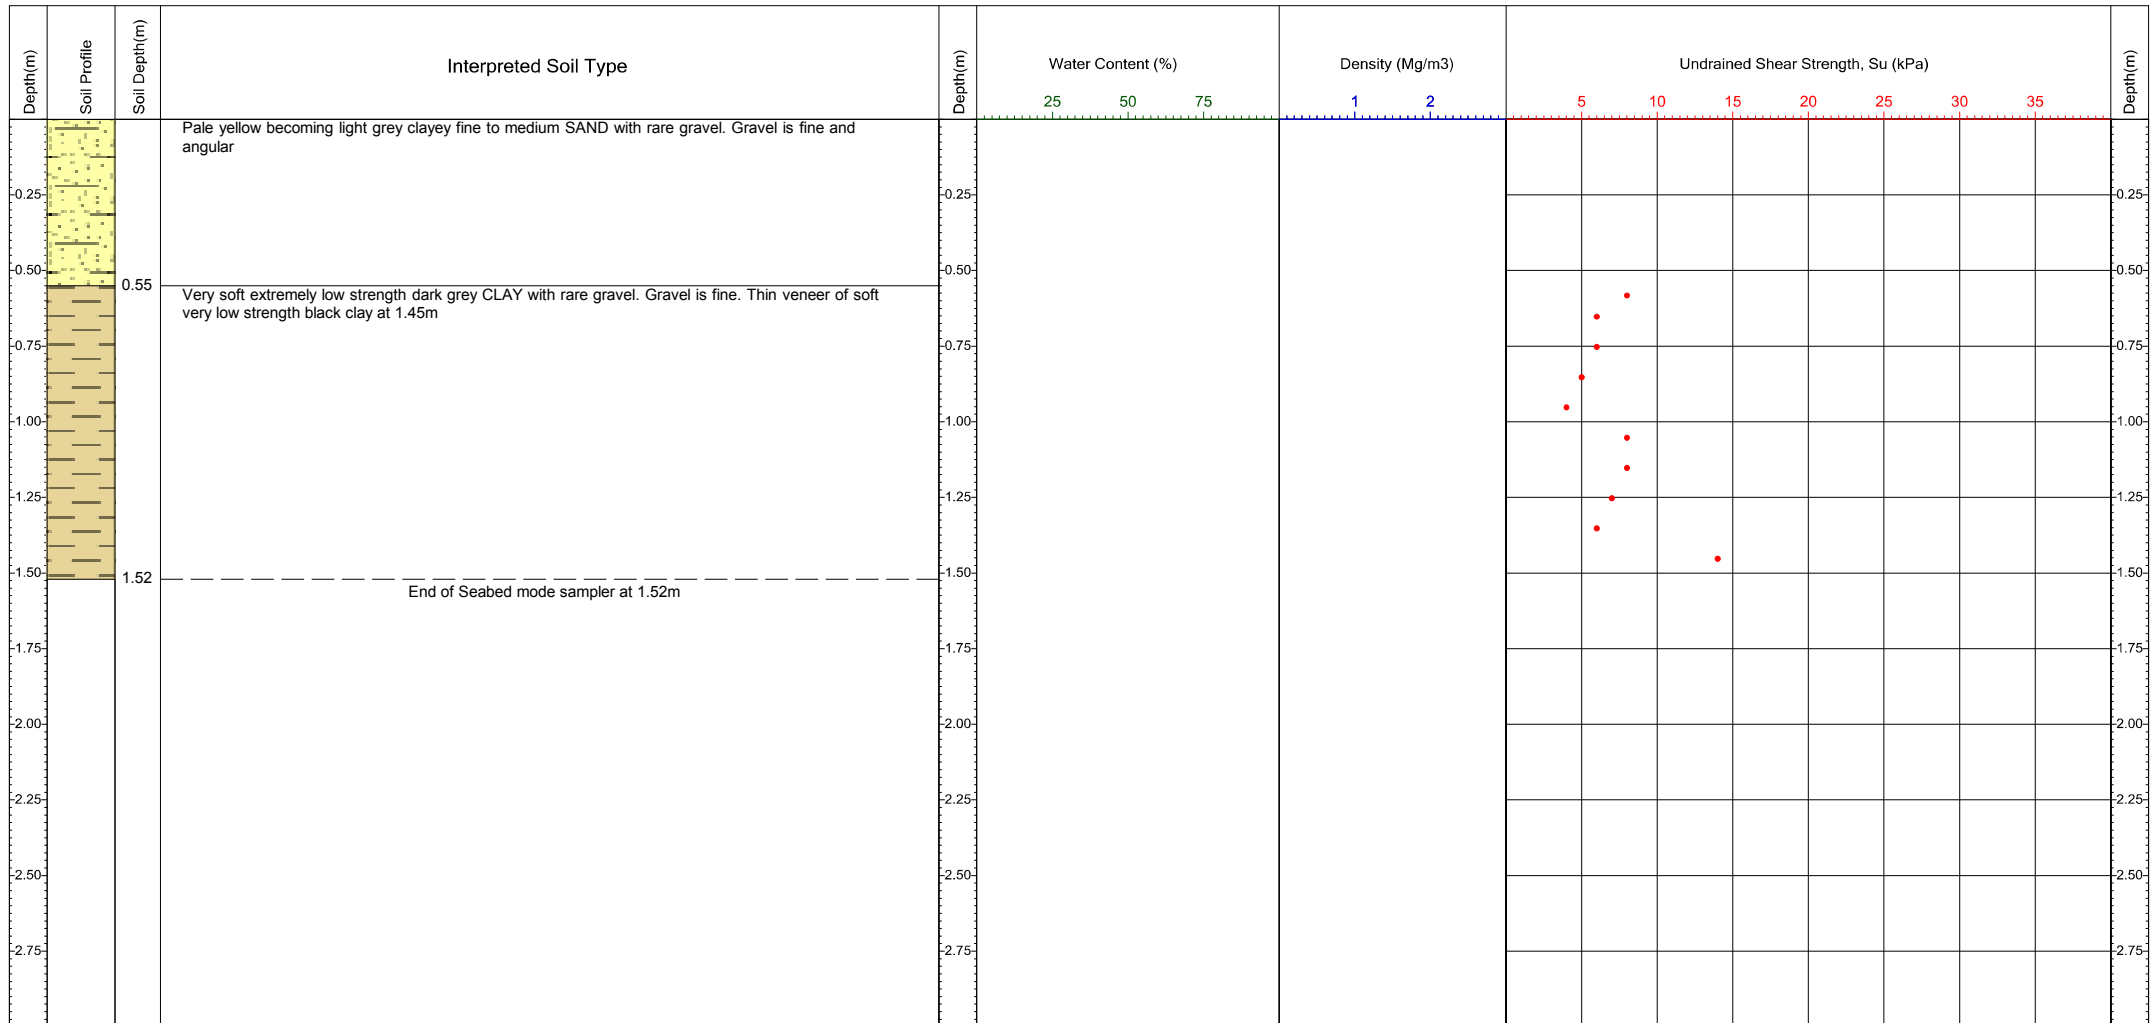 Depth(m)
Soil Profile
Soil Depth(m)
Interpreted Soil Type
Depth(m)
Water Content (%)
25 50 75
Density (Mg/m3)
1 2
Undrained Shear Strength, Su (kPa)
5 10 15 20 25 30 35
Depth(m)
Pale yellow becoming light grey clayey fine to medium SAND with rare gravel. Gravel is fine and
angular
0.25 0.25 0.25
0.50 0.50 0.50
0.55
Very soft extremely low strength dark grey CLAY with rare gravel. Gravel is fine. Thin veneer of soft
very low strength black clay at 1.45m
0.75 0.75 0.75
1.00 1.00 1.00
1.25 1.25 1.25
1.50 1.50 1.50
1.52
End of Seabed mode sampler at 1.52m
1.75 1.75 1.75
2.00 2.00 2.00
2.25 2.25 2.25
2.50 2.50 2.50
2.75 2.75 2.75